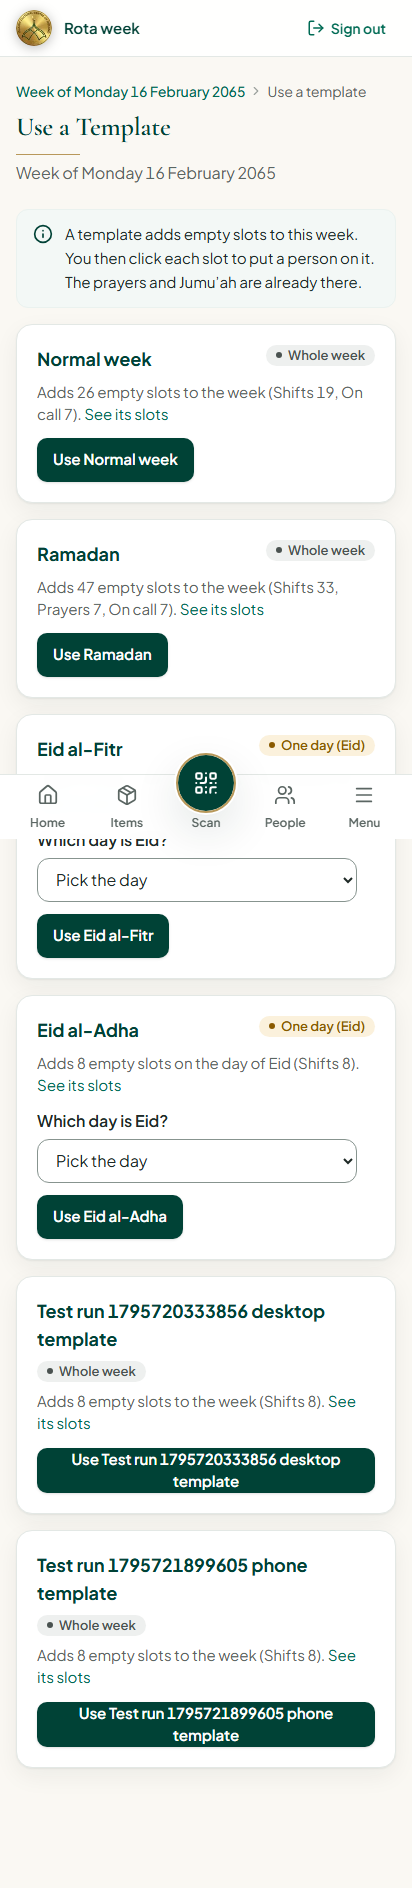 Rota week
Sign out
Week of Monday 16 February 2065 > Use a template
Use a Template
Week of Monday 16 February 2065
A template adds empty slots to this week.
You then click each slot to put a person on it.
The prayers and Jumu'ah are already there.
Normal week
Whole week
Adds 26 empty slots to the week (Shifts 19, On
call 7). See its slots
Use Normal week
Ramadan
Whole week
Adds 47 empty slots to the week (Shifts 33,
Prayers 7, On call 7). See its slots
Use Ramadan
Eid al-Fitr
One day (Eid)
Home
Items
Scan
People
Menu
Which day is Eid?
Pick the day
Use Eid al-Fitr
Eid al-Adha
One day (Eid)
Adds 8 empty slots on the day of Eid (Shifts 8).
See its slots
Which day is Eid?
Pick the day
Use Eid al-Adha
Test run 1795720333856 desktop
template
Whole week
Adds 8 empty slots to the week (Shifts 8). See
its slots
Use Test run 1795720333856 desktop
template
Test run 1795721899605 phone
template
Whole week
Adds 8 empty slots to the week (Shifts 8). See
its slots
Use Test run 1795721899605 phone
template